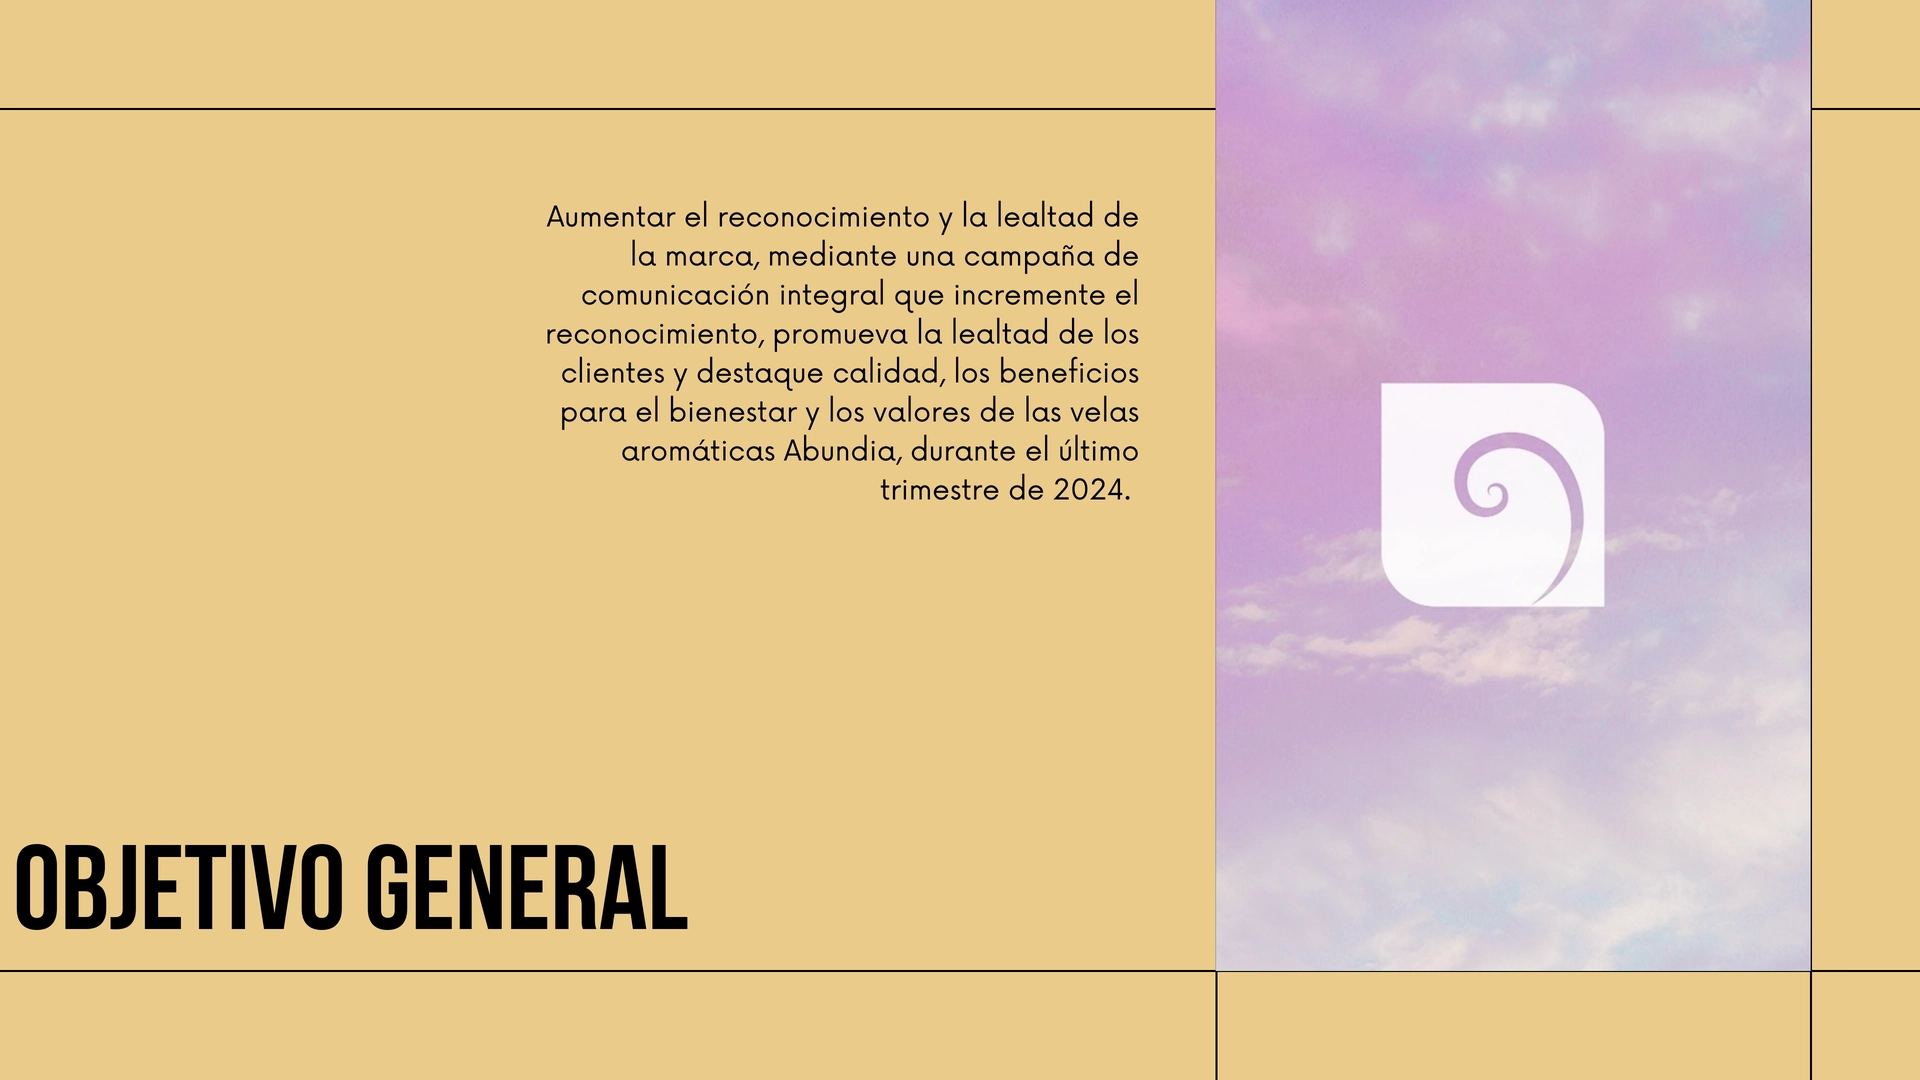 Aumentar el reconocimiento y la lealtad de
la marca, mediante una campaña de
comunicación integral que incremente el
reconocimiento, promueva la lealtad de los
clientes y destaque calidad, los beneficios
para el bienestar y los valores de las velas
aromáticas Abundia, durante el último
trimestre de 2024.
OBJETIVO GENERAL